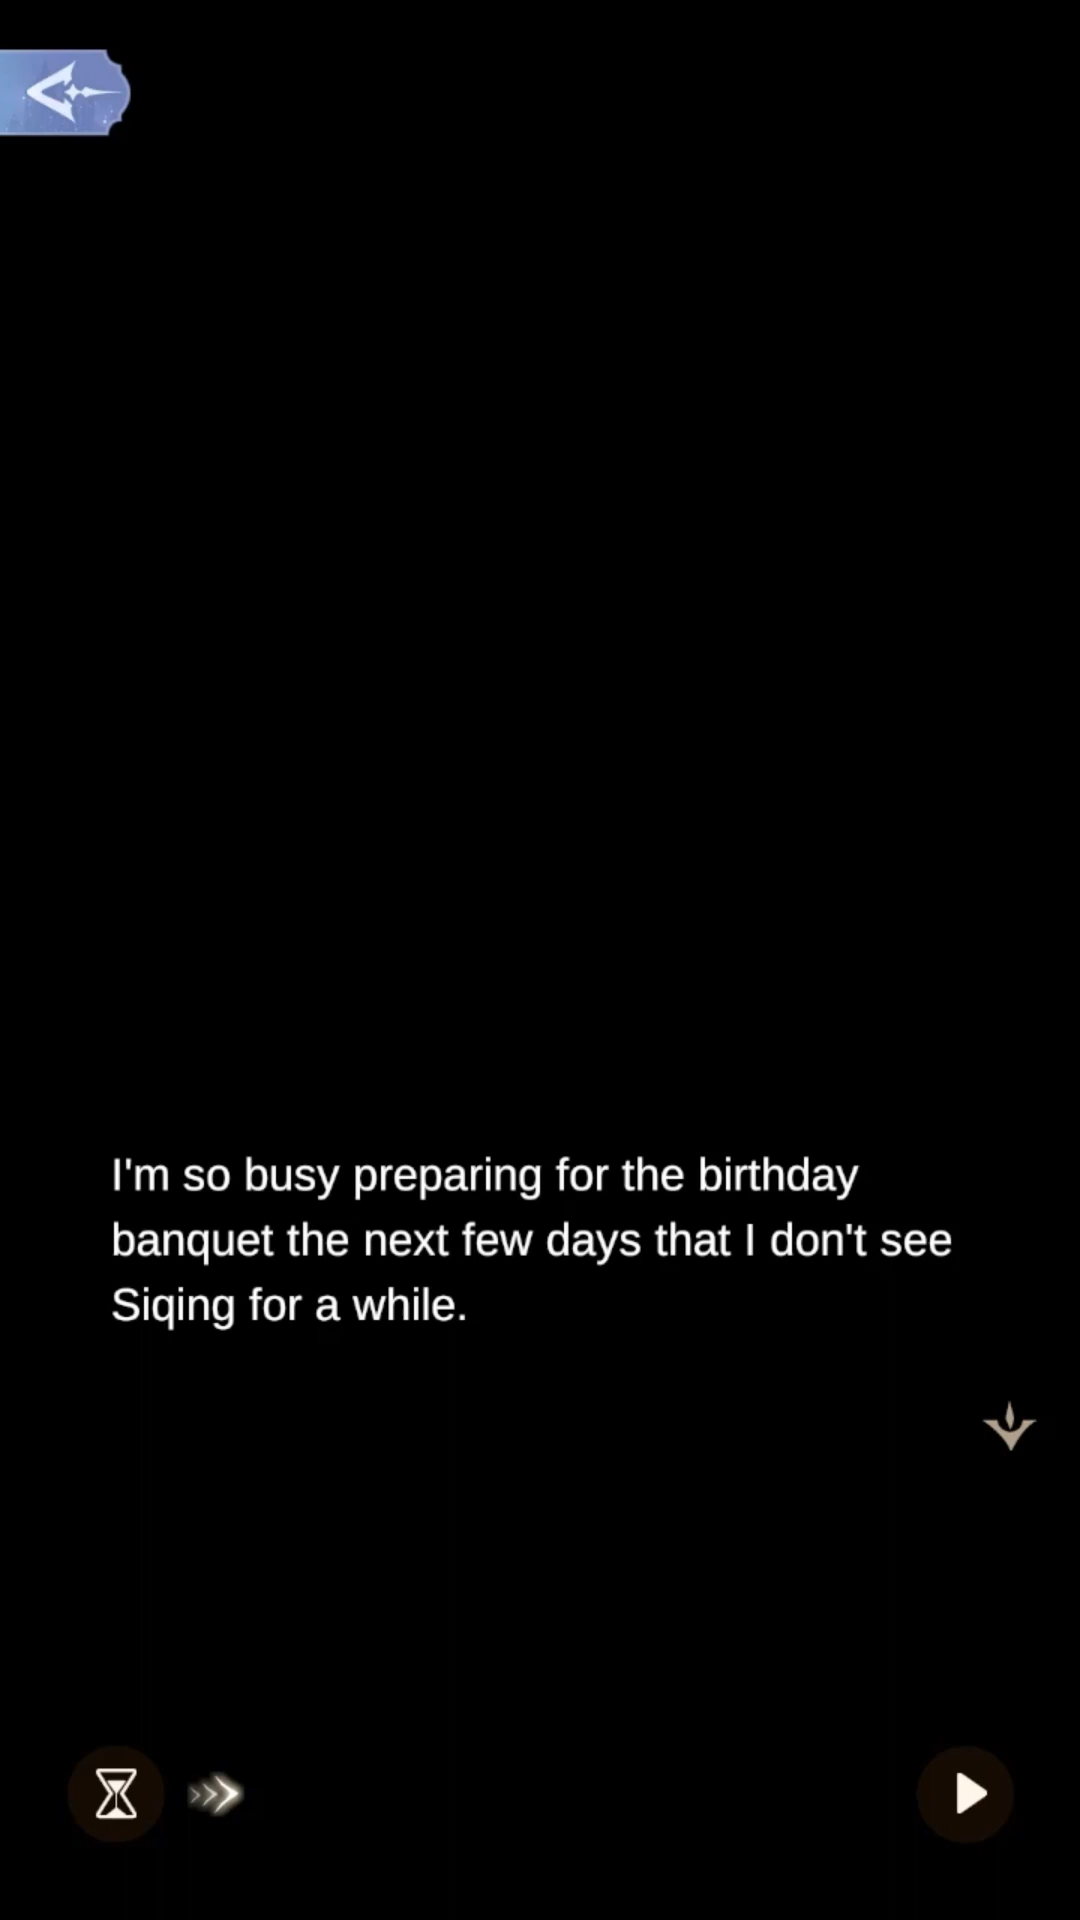 I'm so busy preparing for the birthday
banquet the next few days that I don't see
Siqing for a while.